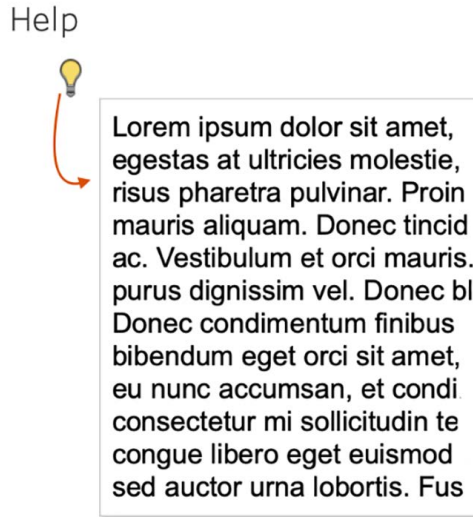 Help
Lorem ipsum dolor sit amet,
egestas at ultricies molestie,
risus pharetra pulvinar. Proin
mauris aliquam. Donec tincid
ac. Vestibulum et orci mauris.
purus dignissim vel. Donec bl
Donec condimentum finibus
bibendum eget orci sit amet,
eu nunc accumsan, et condi
consectetur mi sollicitudin te
congue libero eget euismod
sed auctor urna lobortis. Fus